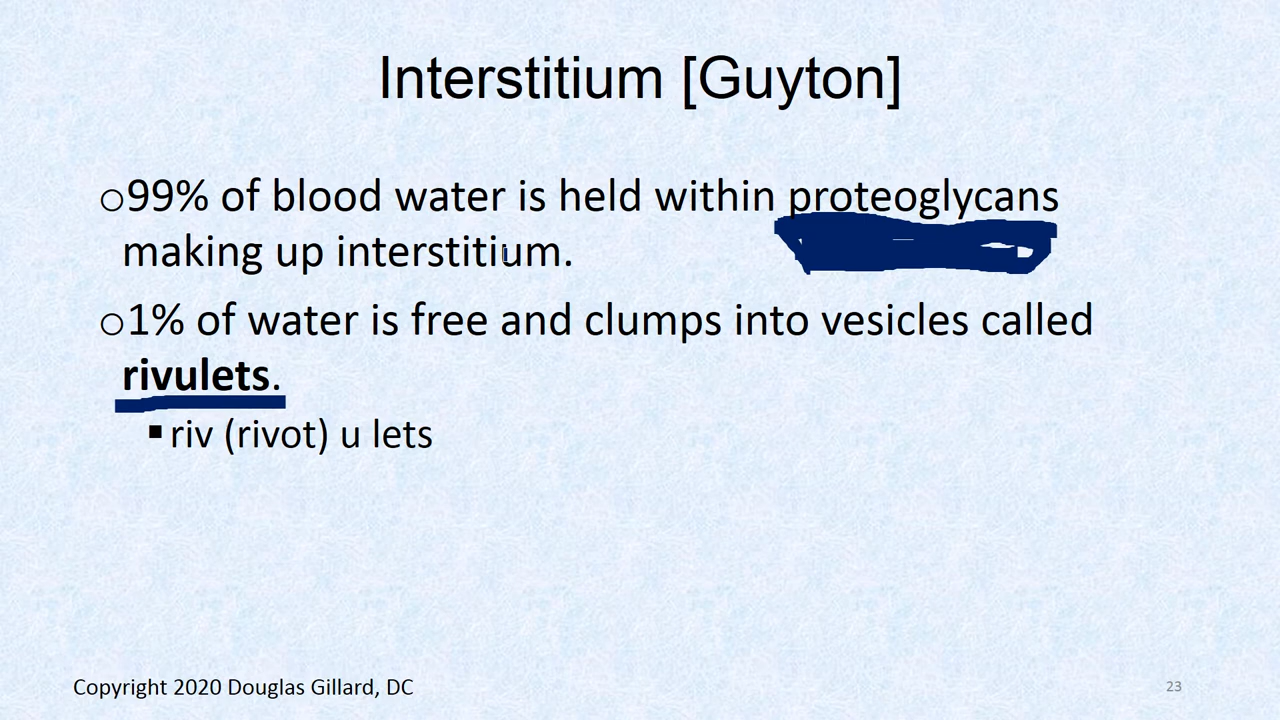 Interstitium [Guyton]
○99% of blood water is held within proteoglycans
making up interstitium.
○1% of water is free and clumps into vesicles called
rivulets.
▪riv (rivot) u lets
Copyright 2020 Douglas Gillard, DC
23